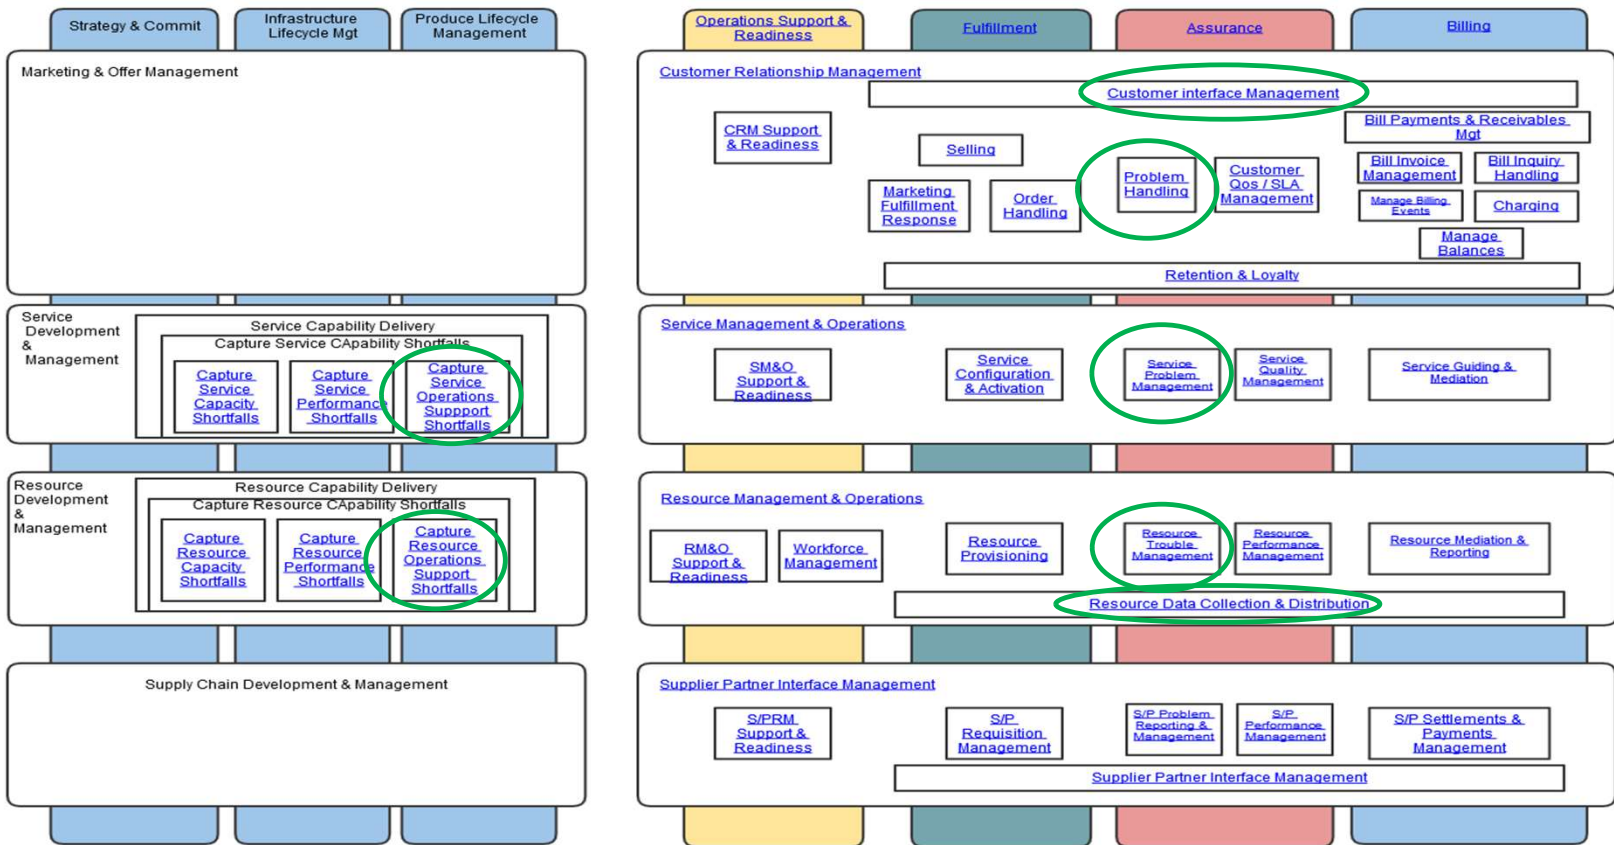 Strategy & Commit
Infrastructure
Lifecycle Mgt
Produce Lifecycle
Management
Marketing & Offer Management
Service
Development
&
Management
Service Capability Delivery
Capture Service CApability Shortfalls
Capture
Service
Capacity
Shortfalls
Capture
Service
Performance
Shortfalls
Capture
Service
Operations
Suppport
Shortfalls
Resource
Development
&
Management
Resource Capability Delivery
Capture Resource CApability Shortfalls
Capture
Resource
Capacity
Shortfalls
Capture
Resource
Performance
Shortfalls
Capture
Resource
Operations
Support
Shortfalls
Supply Chain Development & Management
Operations Support &
Readiness
Fulfillment
Assurance
Billing
Customer Relationship Management
Customer interface Management
CRM Support
& Readiness
Selling
Marketing
Fulfillment
Response
Order
Handling
Problem
Handling
Customer
Qos / SLA
Management
Bill Payments & Receivables
Mgt
Bill Invoice
Management
Bill Inquiry
Handling
Manage Billing
Events
Charging
Manage
Balances
Retention & Loyalty
Service Management & Operations
SM&O
Support &
Readiness
Service
Configuration
& Activation
Service
Problem
Management
Service
Quality
Management
Service Guiding &
Mediation
Resource Management & Operations
RM&O
Support &
Readiness
Workforce
Management
Resource
Provisioning
Resource
Trouble
Management
Resource
Performance
Management
Resource Mediation &
Reporting
Resource Data Collection & Distribution
Supplier Partner Interface Management
S/PRM
Support &
Readiness
S/P
Requisition
Management
S/P Problem
Reporting &
Management
S/P
Performance
Management
S/P Settlements &
Payments
Management
Supplier Partner Interface Management